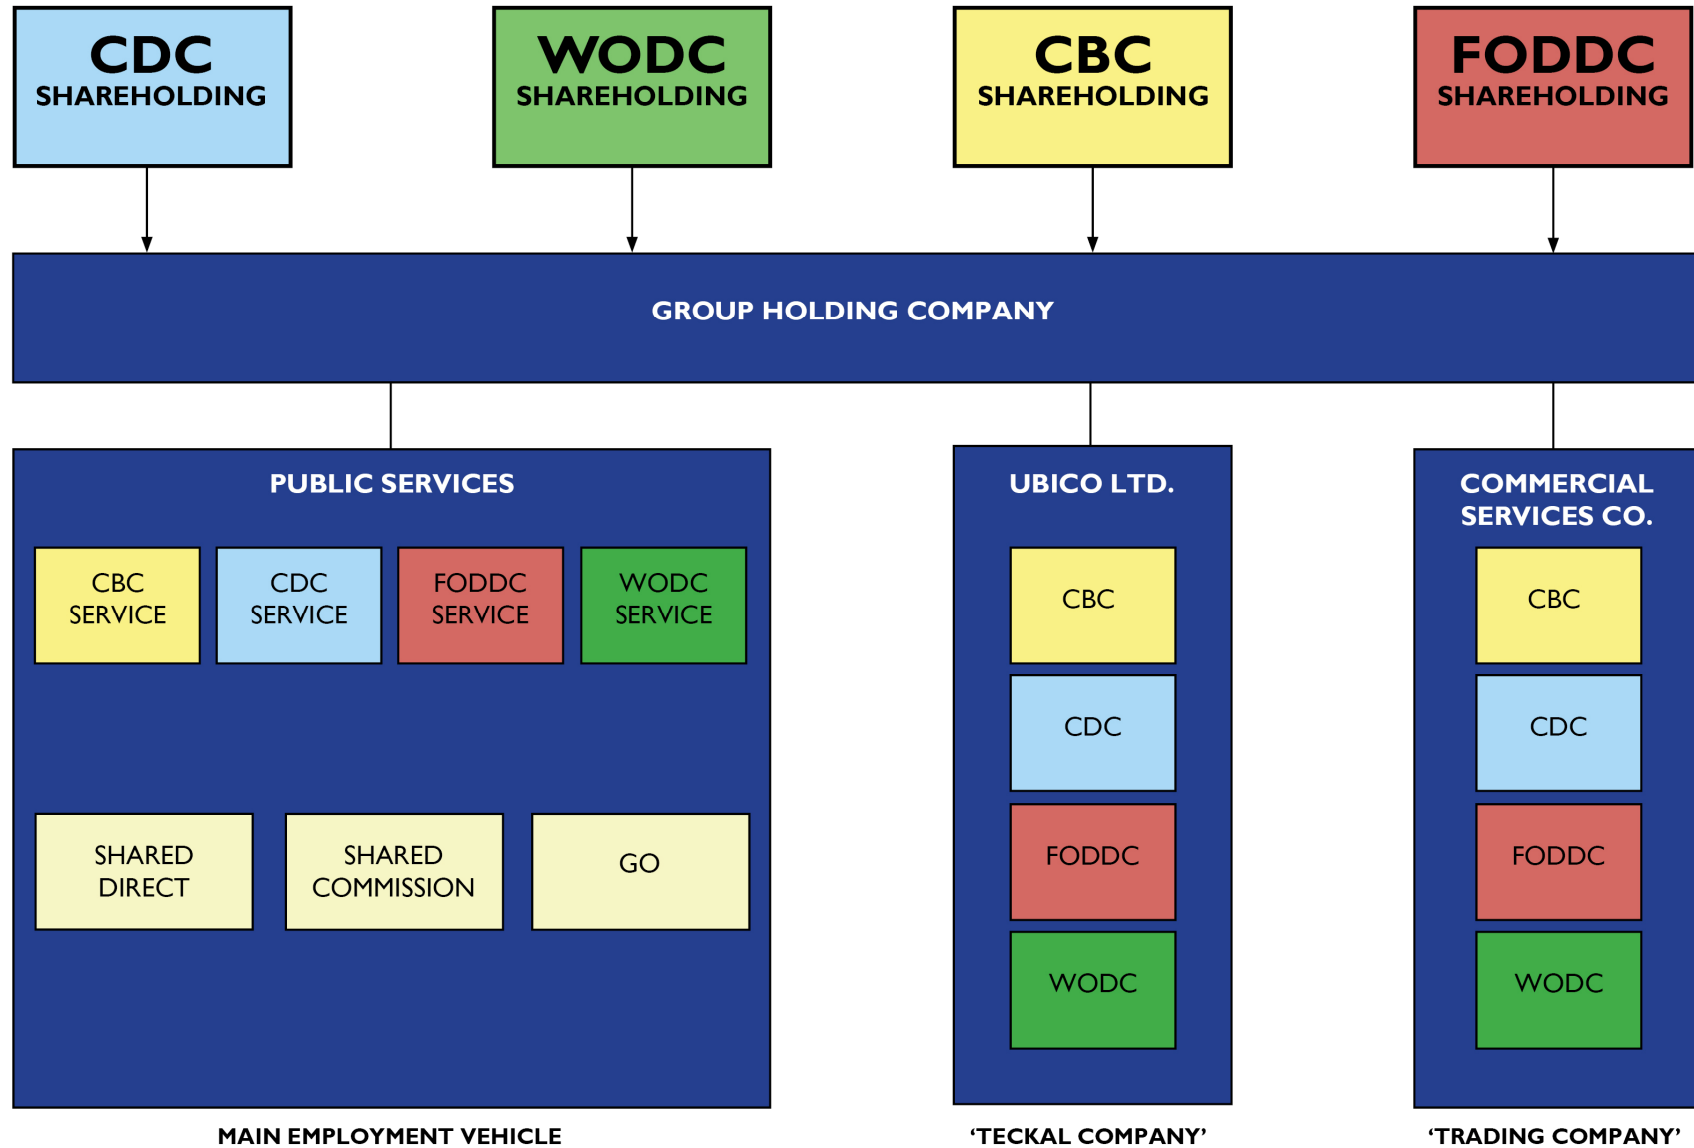 CDC
SHAREHOLDING
WODC
SHAREHOLDING
CBC
SHAREHOLDING
FODDC
SHAREHOLDING
GROUP HOLDING COMPANY
PUBLIC SERVICES
CBC
SERVICE
CDC
SERVICE
FODDC
SERVICE
WODC
SERVICE
SHARED
DIRECT
SHARED
COMMISSION
GO
MAIN EMPLOYMENT VEHICLE
UBICO LTD.
CBC
CDC
FODDC
WODC
‘TECKAL COMPANY’
COMMERCIAL
SERVICES CO.
CBC
CDC
FODDC
WODC
‘TRADING COMPANY’